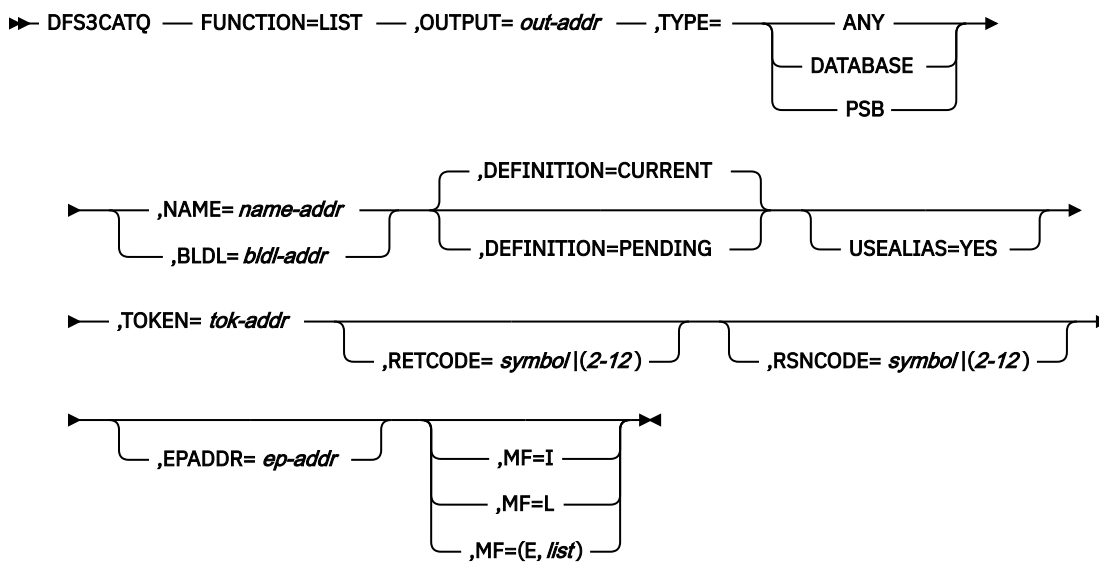 DFS3CATQ FUNCTION=LIST ,OUTPUT= out-addr ,TYPE= ANY
DATABASE
PSB
,DEFINITION=CURRENT
,NAME= name-addr
,BLDL= bldl-addr ,DEFINITION=PENDING USEALIAS=YES
,TOKEN= tok-addr
,RETCODE= symbol|(2-12) ,RSNCODE= symbol|(2-12)
,EPADDR= ep-addr ,MF=I
,MF=L
,MF=(E, list)